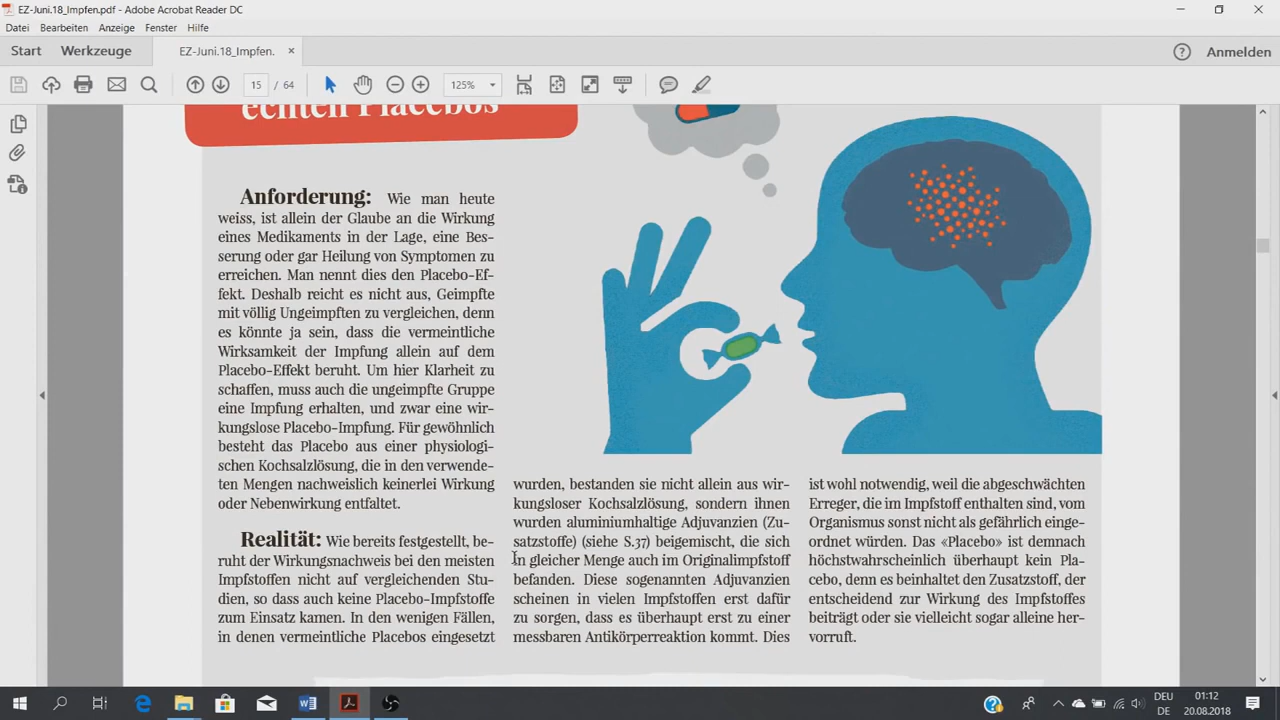 EZ-Juni.18_Impfen.pdf - Adobe Acrobat Reader DC
Datei Bearbeiten Anzeige Fenster Hilfe
Start Werkzeuge EZ-Juni.18_Impfen. × Anmelden
15 / 64 125%
echten Placebos
Anforderung: Wie man heute
weiss, ist allein der Glaube an die Wirkung
eines Medikaments in der Lage, eine Bes-
serung oder gar Heilung von Symptomen zu
erreichen. Man nennt dies den Placebo-Ef-
fekt. Deshalb reicht es nicht aus, Geimpfte
mit völlig Ungeimpften zu vergleichen, denn
es könnte ja sein, dass die vermeintliche
Wirksamkeit der Impfung allein auf dem
Placebo-Effekt beruht. Um hier Klarheit zu
schaffen, muss auch die ungeimpfte Gruppe
eine Impfung erhalten, und zwar eine wir-
kungslose Placebo-Impfung. Für gewöhnlich
besteht das Placebo aus einer physiologi-
schen Kochsalzlösung, die in den verwende-
ten Mengen nachweislich keinerlei Wirkung
oder Nebenwirkung entfaltet.
Realität: Wie bereits festgestellt, be-
ruht der Wirkungsnachweis bei den meisten
Impfstoffen nicht auf vergleichenden Stu-
dien, so dass auch keine Placebo-Impfstoffe
zum Einsatz kamen. In den wenigen Fällen,
in denen vermeintliche Placebos eingesetzt
wurden, bestanden sie nicht allein aus wir-
kungsloser Kochsalzlösung, sondern ihnen
wurden aluminiumhaltige Adjuvanzien (Zu-
satzstoffe) (siehe S.37) beigemischt, die sich
in gleicher Menge auch im Originalimpfstoff
befanden. Diese sogenannten Adjuvanzien
scheinen in vielen Impfstoffen erst dafür
zu sorgen, dass es überhaupt erst zu einer
messbaren Antikörperreaktion kommt. Dies
ist wohl notwendig, weil die abgeschwächten
Erreger, die im Impfstoff enthalten sind, vom
Organismus sonst nicht als gefährlich einge-
ordnet würden. Das «Placebo» ist demnach
höchstwahrscheinlich überhaupt kein Pla-
cebo, denn es beinhaltet den Zusatzstoff, der
entscheidend zur Wirkung des Impfstoffes
beiträgt oder sie vielleicht sogar alleine her-
vorruft.
DEU 01:12
DE 20.08.2018